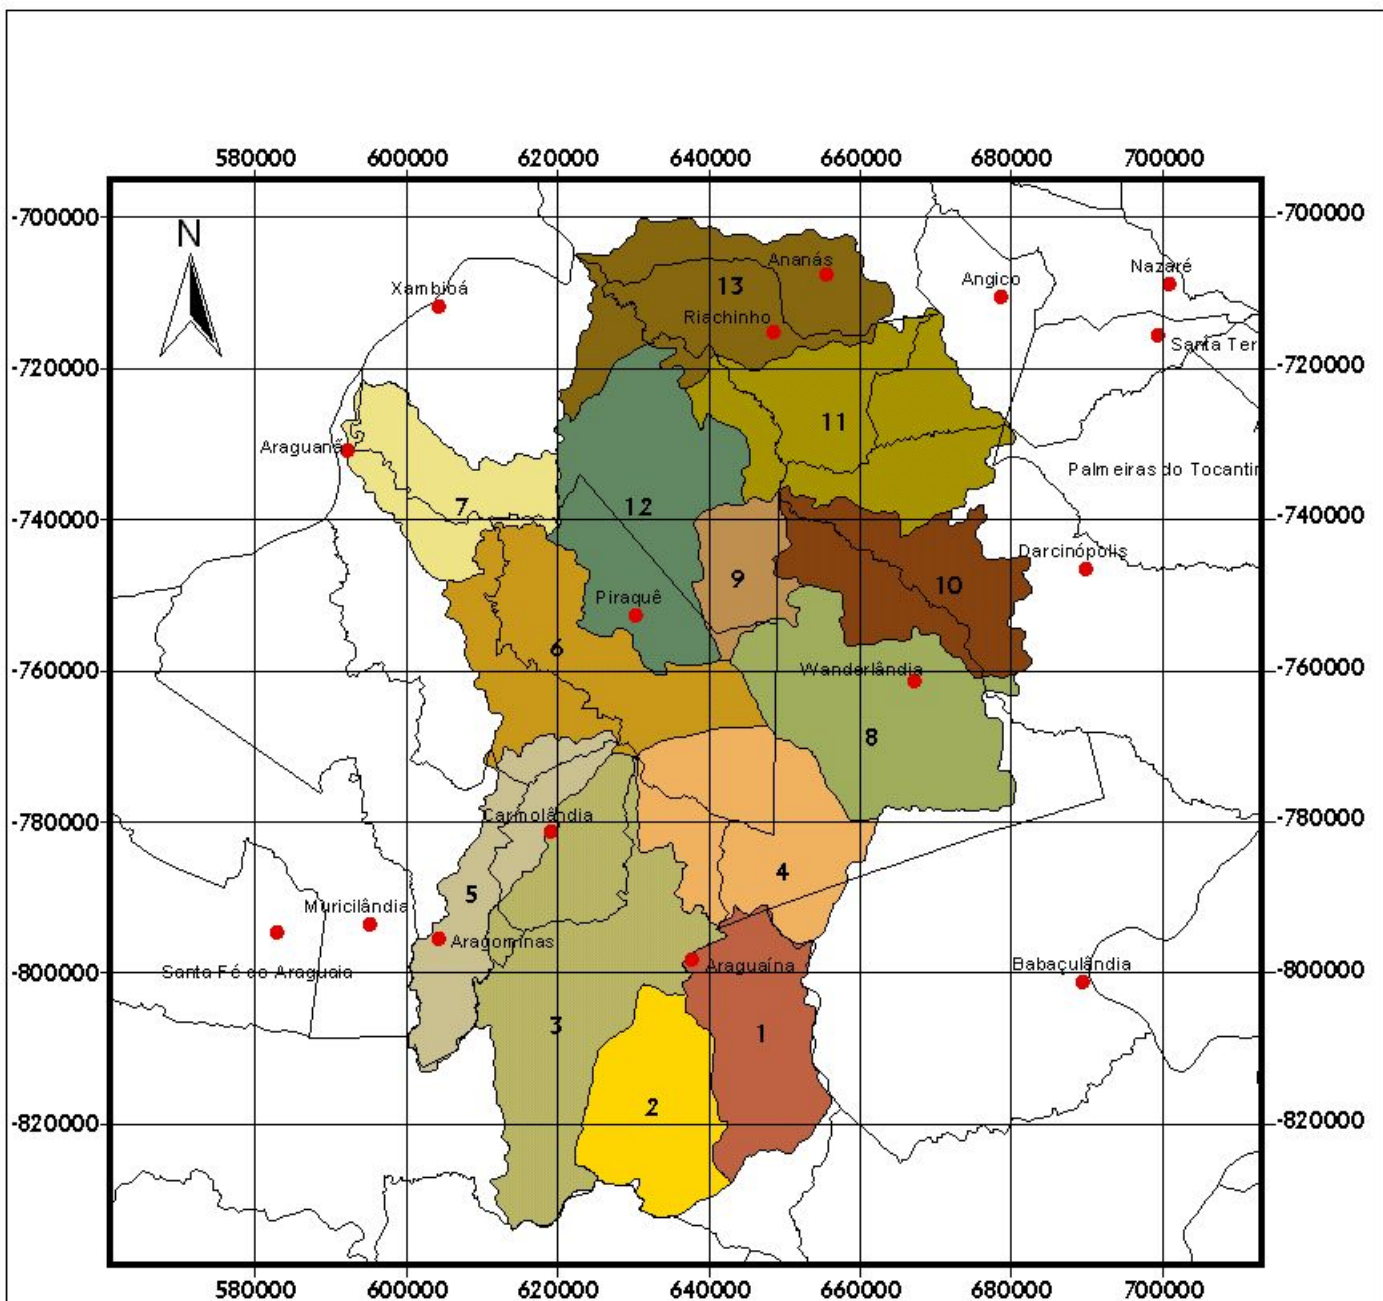 580000 600000 620000 640000 660000 680000 700000
-700000 -700000
N
Ananás
Nazaré
Angico
Xambioá
13
Riachinho
Santa Ter
-720000 -720000
11
Araguanã
Palmeiras do Tocantin
7
12
-740000 -740000
Darcinópolis
9
10
Piraquê
6
-760000 -760000
Wanderlândia
8
Carmolândia
-780000 -780000
4
5
Muricilândia
Aragominas
Santa Fé do Araguaia
Araguaína
Babaçulândia
-800000 -800000
3
1
2
-820000 -820000
580000 600000 620000 640000 660000 680000 700000